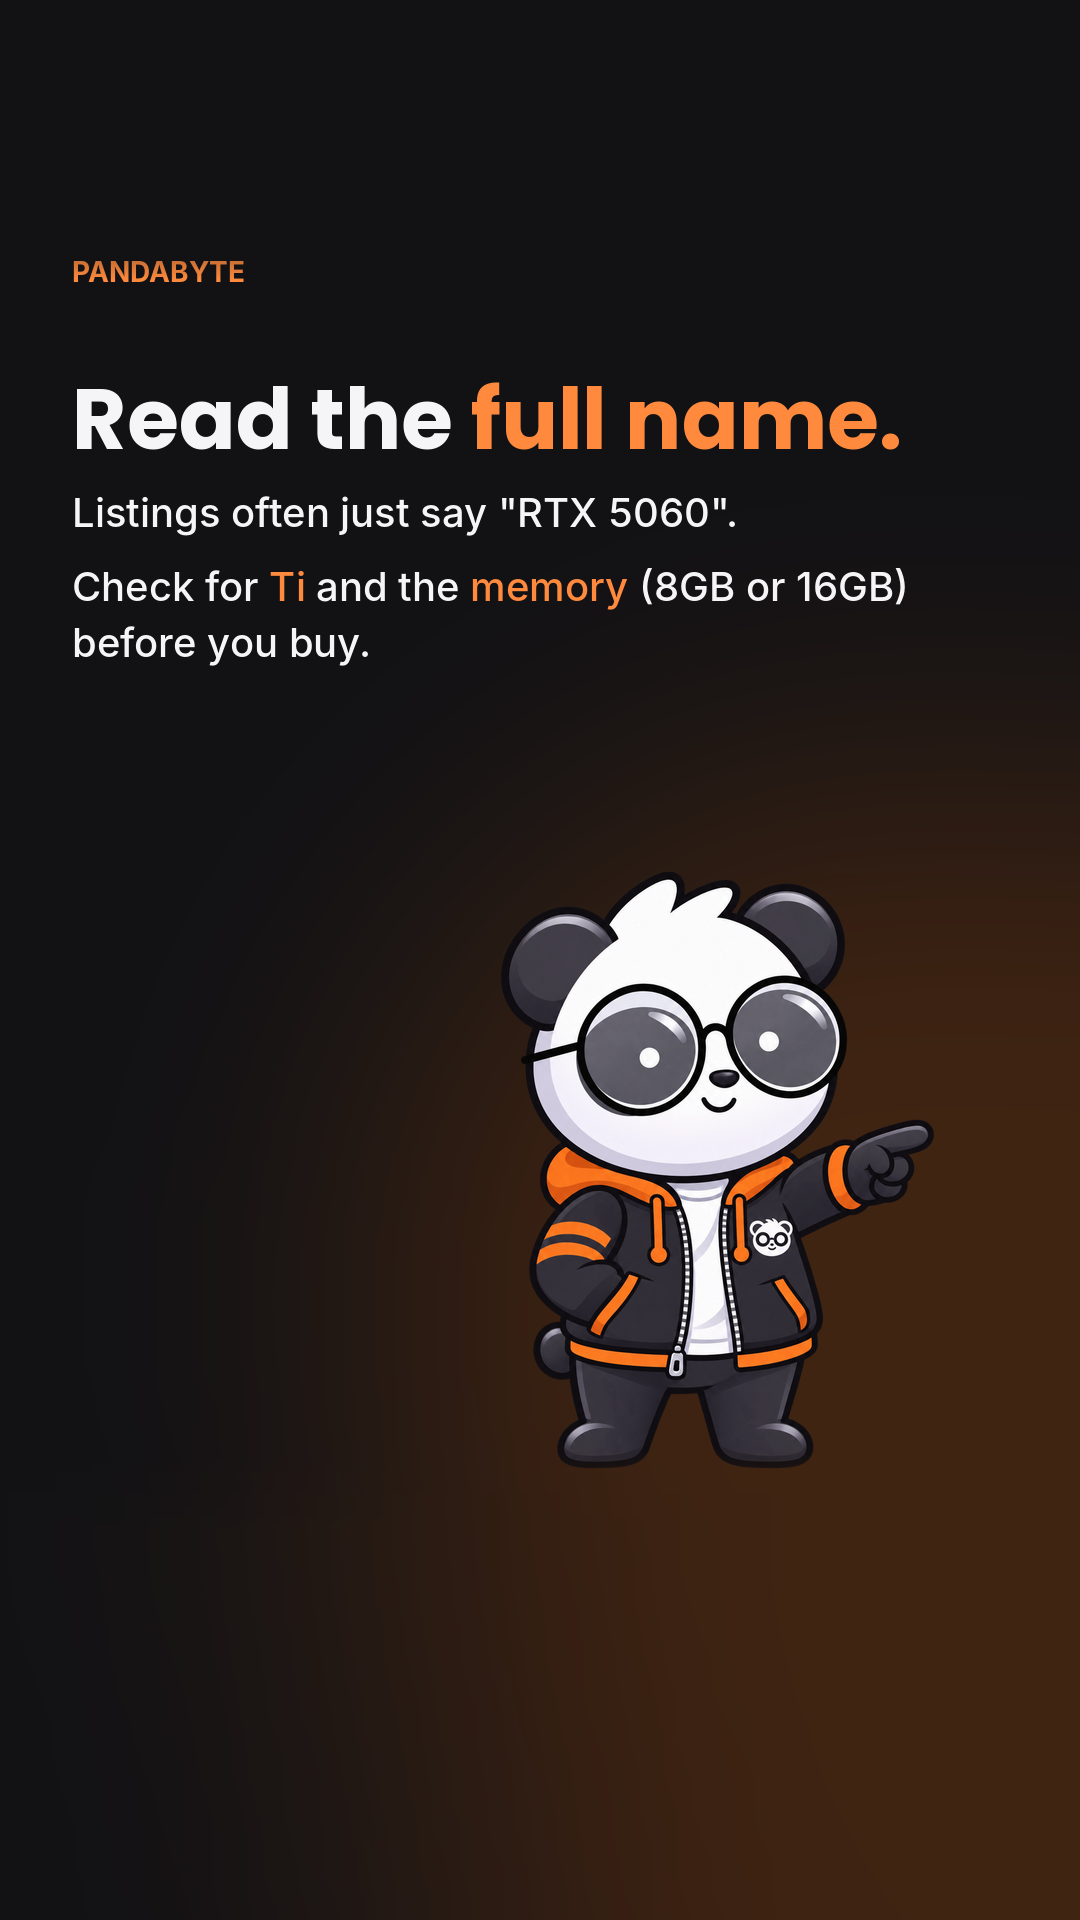 PANDABYTE
Read the full name.
Listings often just say "RTX 5060".
Check for Ti and the memory (8GB or 16GB)
before you buy.